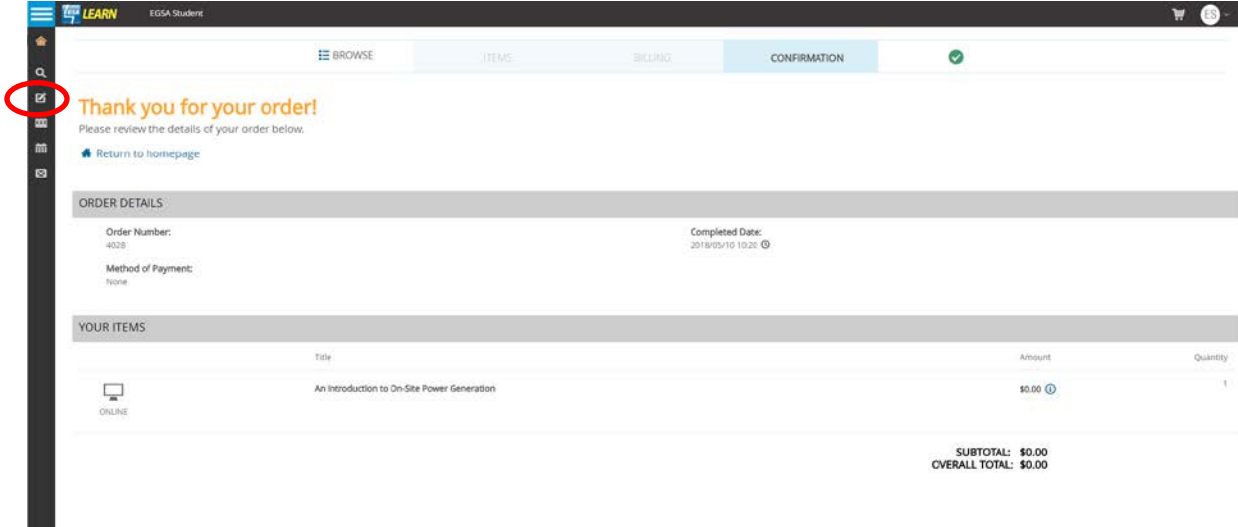 EGSA LEARN EGSA Student ES
BROWSE ITEMS BILLING CONFIRMATION
Thank you for your order!
Please review the details of your order below.
Return to homepage
ORDER DETAILS
Order Number: Completed Date:
4028 2018/05/10 10:20
Method of Payment:
None
YOUR ITEMS
Title Amount Quantity
An Introduction to On-Site Power Generation $0.00 1
ONLINE
SUBTOTAL: $0.00
OVERALL TOTAL: $0.00